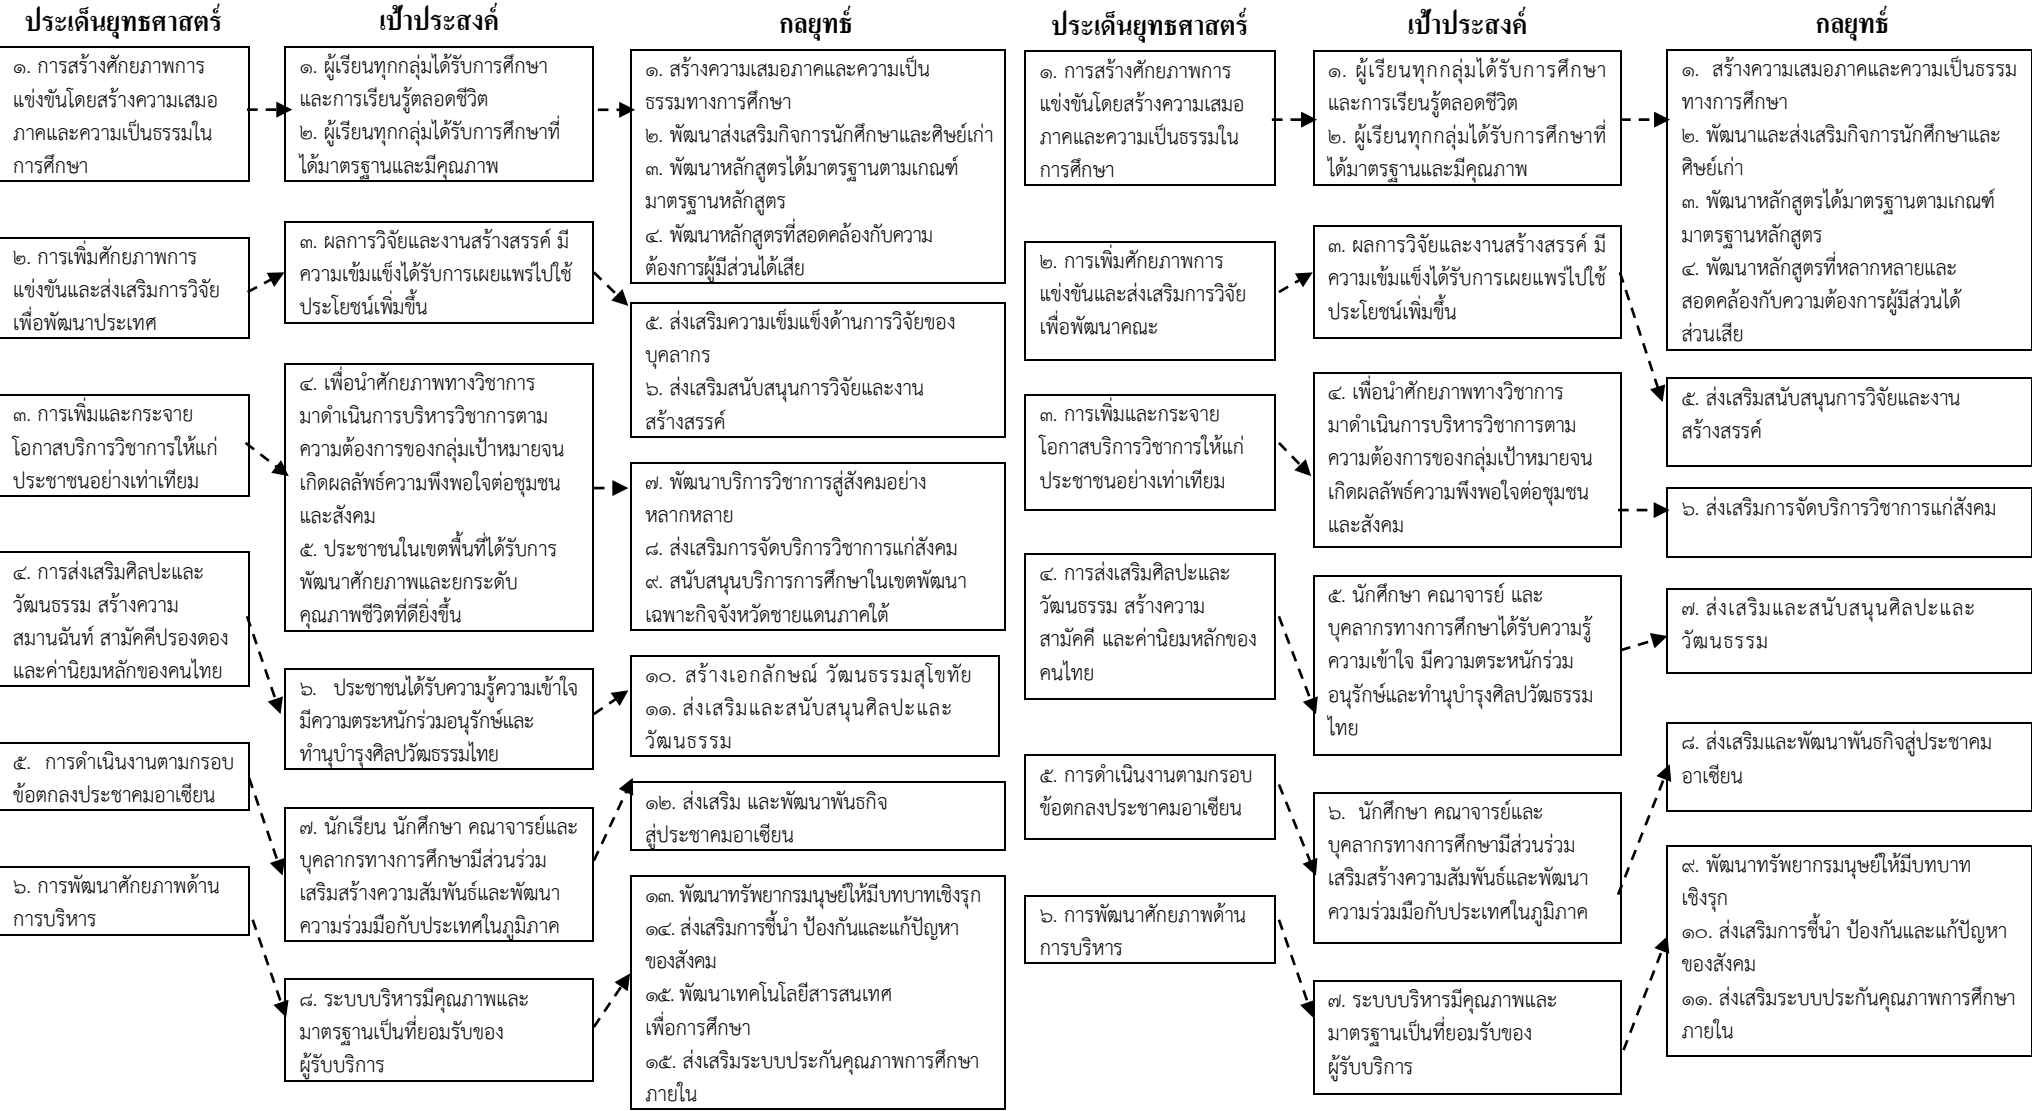 ประเด็นยุทธศาสตร์
๑. การสร้างศักยภาพการ
แข่งขันโดยสร้างความเสมอ
ภาคและความเป็นธรรมใน
การศึกษา
๒. การเพิ่มศักยภาพการ
แข่งขันและส่งเสริมการวิจัย
เพื่อพัฒนาประเทศ
๓. การเพิ่มและกระจาย
โอกาสบริการวิชาการให้แก่
ประชาชนอย่างเท่าเทียม
๔. การส่งเสริมศิลปะและ
วัฒนธรรม สร้างความ
สมานฉันท์ สามัคคีปรองดอง
และค่านิยมหลักของคนไทย
๕. การดำเนินงานตามกรอบ
ข้อตกลงประชาคมอาเซียน
๖. การพัฒนาศักยภาพด้าน
การบริหาร
เป้าประสงค์
๑. ผู้เรียนทุกกลุ่มได้รับการศึกษา
และการเรียนรู้ตลอดชีวิต
๒. ผู้เรียนทุกกลุ่มได้รับการศึกษาที่
ได้มาตรฐานและมีคุณภาพ
๓. ผลการวิจัยและงานสร้างสรรค์ มี
ความเข้มแข็งได้รับการเผยแพร่ไปใช้
ประโยชน์เพิ่มขึ้น
๔. เพื่อนำศักยภาพทางวิชาการ
มาดำเนินการบริหารวิชาการตาม
ความต้องการของกลุ่มเป้าหมายจน
เกิดผลลัพธ์ความพึงพอใจต่อชุมชน
และสังคม
๕. ประชาชนในเขตพื้นที่ได้รับการ
พัฒนาศักยภาพและยกระดับ
คุณภาพชีวิตที่ดียิ่งขึ้น
๖. ประชาชนได้รับความรู้ความเข้าใจ
มีความตระหนักร่วมอนุรักษ์และ
ทำนุบำรุงศิลปวัฒธรรมไทย
๗. นักเรียน นักศึกษา คณาจารย์และ
บุคลากรทางการศึกษามีส่วนร่วม
เสริมสร้างความสัมพันธ์และพัฒนา
ความร่วมมือกับประเทศในภูมิภาค
๘. ระบบบริหารมีคุณภาพและ
มาตรฐานเป็นที่ยอมรับของ
ผู้รับบริการ
กลยุทธ์
๑. สร้างความเสมอภาคและความเป็น
ธรรมทางการศึกษา
๒. พัฒนาส่งเสริมกิจการนักศึกษาและศิษย์เก่า
๓. พัฒนาหลักสูตรได้มาตรฐานตามเกณฑ์
มาตรฐานหลักสูตร
๔. พัฒนาหลักสูตรที่สอดคล้องกับความ
ต้องการผู้มีส่วนได้เสีย
๕. ส่งเสริมความเข็มแข็งด้านการวิจัยของ
บุคลากร
๖. ส่งเสริมสนับสนุนการวิจัยและงาน
สร้างสรรค์
๗. พัฒนาบริการวิชาการสู่สังคมอย่าง
หลากหลาย
๘. ส่งเสริมการจัดบริการวิชาการแก่สังคม
๙. สนับสนุนบริการการศึกษาในเขตพัฒนา
เฉพาะกิจจังหวัดชายแดนภาคใต้
๑๐. สร้างเอกลักษณ์ วัฒนธรรมสุโขทัย
๑๑. ส่งเสริมและสนับสนุนศิลปะและ
วัฒนธรรม
๑๒. ส่งเสริม และพัฒนาพันธกิจ
สู่ประชาคมอาเซียน
๑๓. พัฒนาทรัพยากรมนุษย์ให้มีบทบาทเชิงรุก
๑๔. ส่งเสริมการชี้นำ ป้องกันและแก้ปัญหา
ของสังคม
๑๕. พัฒนาเทคโนโลยีสารสนเทศ
เพื่อการศึกษา
๑๕. ส่งเสริมระบบประกันคุณภาพการศึกษา
ภายใน
ประเด็นยุทธศาสตร์
๑. การสร้างศักยภาพการ
แข่งขันโดยสร้างความเสมอ
ภาคและความเป็นธรรมใน
การศึกษา
๒. การเพิ่มศักยภาพการ
แข่งขันและส่งเสริมการวิจัย
เพื่อพัฒนาคณะ
๓. การเพิ่มและกระจาย
โอกาสบริการวิชาการให้แก่
ประชาชนอย่างเท่าเทียม
๔. การส่งเสริมศิลปะและ
วัฒนธรรม สร้างความ
สามัคคี และค่านิยมหลักของ
คนไทย
๕. การดำเนินงานตามกรอบ
ข้อตกลงประชาคมอาเซียน
๖. การพัฒนาศักยภาพด้าน
การบริหาร
เป้าประสงค์
๑. ผู้เรียนทุกกลุ่มได้รับการศึกษา
และการเรียนรู้ตลอดชีวิต
๒. ผู้เรียนทุกกลุ่มได้รับการศึกษาที่
ได้มาตรฐานและมีคุณภาพ
๓. ผลการวิจัยและงานสร้างสรรค์ มี
ความเข้มแข็งได้รับการเผยแพร่ไปใช้
ประโยชน์เพิ่มขึ้น
๔. เพื่อนำศักยภาพทางวิชาการ
มาดำเนินการบริหารวิชาการตาม
ความต้องการของกลุ่มเป้าหมายจน
เกิดผลลัพธ์ความพึงพอใจต่อชุมชน
และสังคม
๕. นักศึกษา คณาจารย์ และ
บุคลากรทางการศึกษาได้รับความรู้
ความเข้าใจ มีความตระหนักร่วม
อนุรักษ์และทำนุบำรุงศิลปวัฒธรรม
ไทย
๖. นักศึกษา คณาจารย์และ
บุคลากรทางการศึกษามีส่วนร่วม
เสริมสร้างความสัมพันธ์และพัฒนา
ความร่วมมือกับประเทศในภูมิภาค
๗. ระบบบริหารมีคุณภาพและ
มาตรฐานเป็นที่ยอมรับของ
ผู้รับบริการ
กลยุทธ์
๑. สร้างความเสมอภาคและความเป็นธรรม
ทางการศึกษา
๒. พัฒนาและส่งเสริมกิจการนักศึกษาและ
ศิษย์เก่า
๓. พัฒนาหลักสูตรได้มาตรฐานตามเกณฑ์
มาตรฐานหลักสูตร
๔. พัฒนาหลักสูตรที่หลากหลายและ
สอดคล้องกับความต้องการผู้มีส่วนได้
ส่วนเสีย
๕. ส่งเสริมสนับสนุนการวิจัยและงาน
สร้างสรรค์
๖. ส่งเสริมการจัดบริการวิชาการแก่สังคม
๗. ส่งเสริมและสนับสนุนศิลปะและ
วัฒนธรรม
๘. ส่งเสริมและพัฒนาพันธกิจสู่ประชาคม
อาเซียน
๙. พัฒนาทรัพยากรมนุษย์ให้มีบทบาท
เชิงรุก
๑๐. ส่งเสริมการชี้นำ ป้องกันและแก้ปัญหา
ของสังคม
๑๑. ส่งเสริมระบบประกันคุณภาพการศึกษา
ภายใน